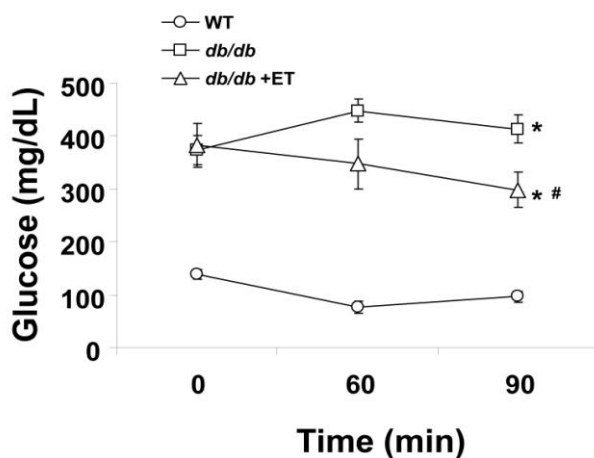 WT
db/db
db/db +ET
Glucose (mg/dL)
500
400
300
200
100
0
*
* #
0 60 90
Time (min)